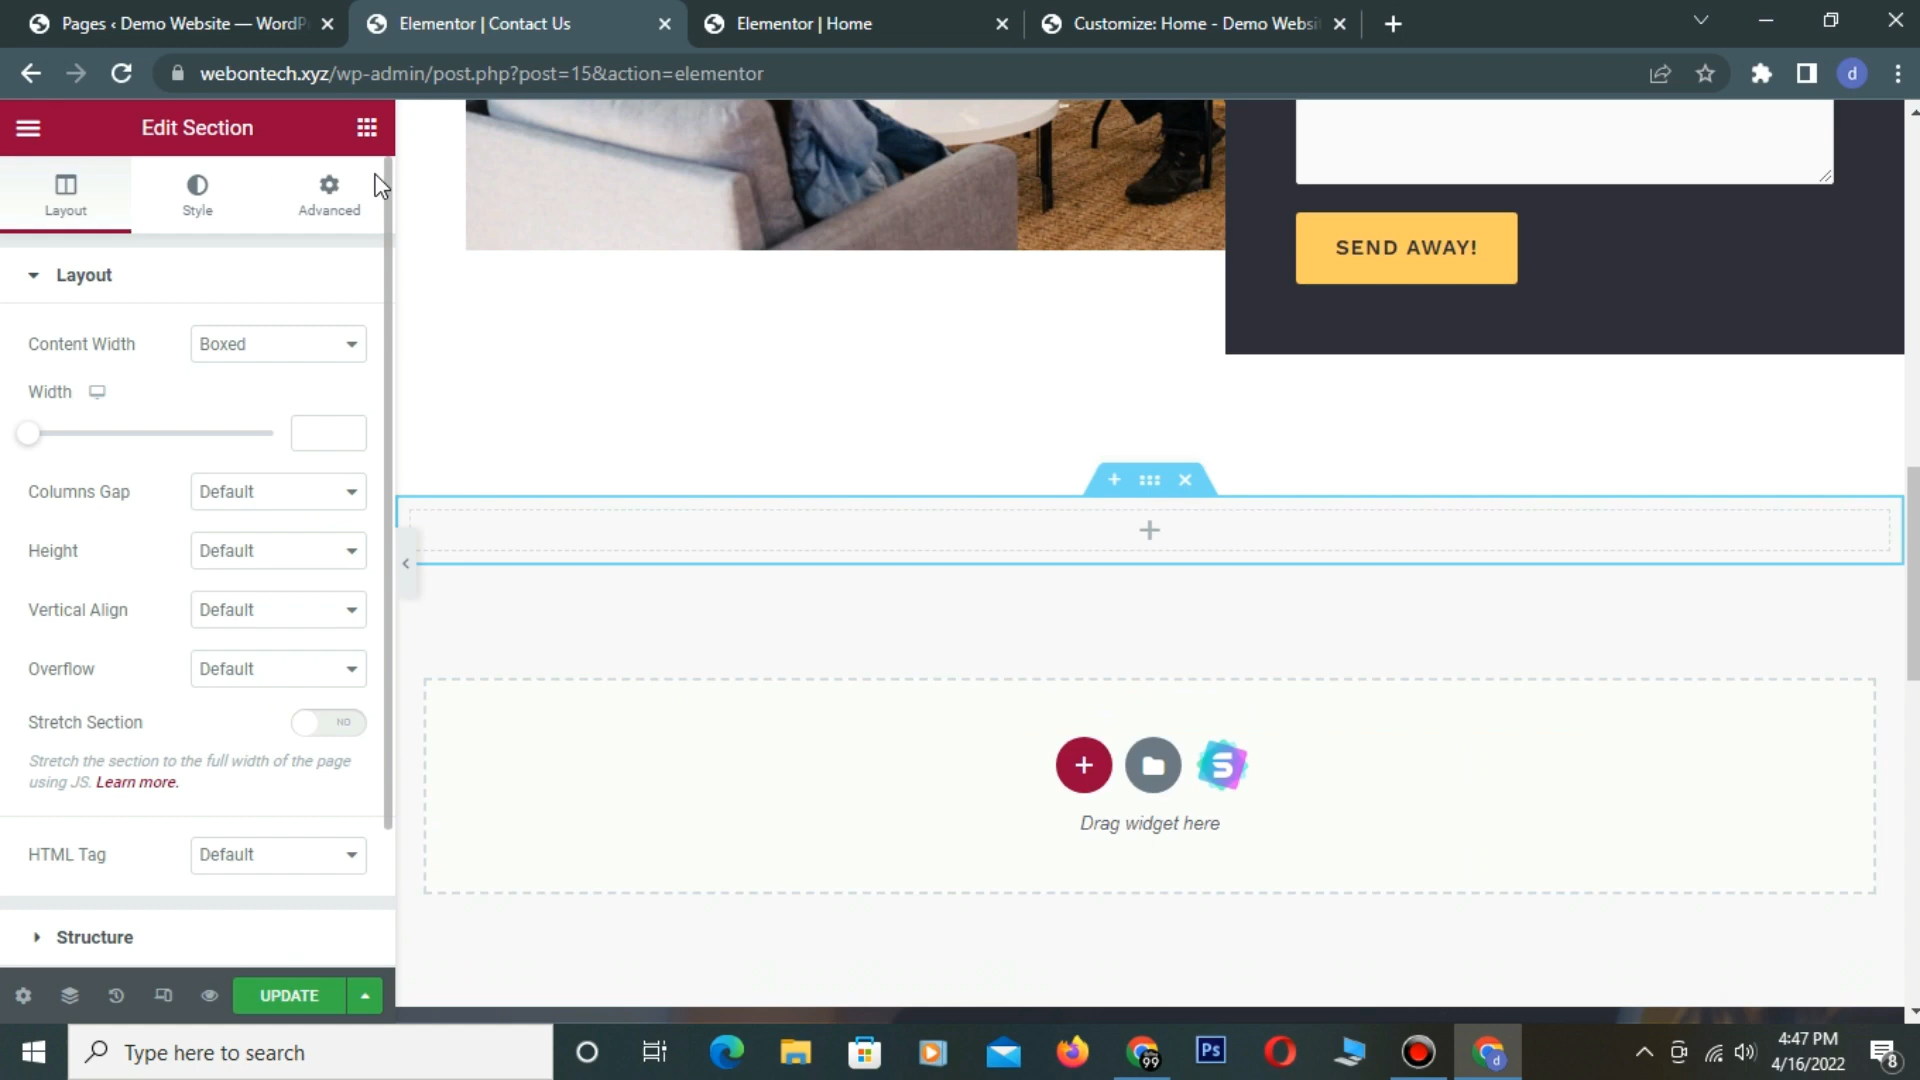 Pages ‹ Demo Website — WordP
Elementor | Contact Us
Elementor | Home
Customize: Home - Demo Websi
webontech.xyz/wp-admin/post.php?post=15&action=elementor
d
Edit Section
Layout
Style
Advanced
Layout
Content Width
Boxed
Width
Columns Gap
Default
Height
Default
Vertical Align
Default
Overflow
Default
Stretch Section
NO
Stretch the section to the full width of the page
using JS. Learn more.
HTML Tag
Default
Structure
UPDATE
SEND AWAY!
Drag widget here
Type here to search
99
Ps
d
4:47 PM
4/16/2022
8